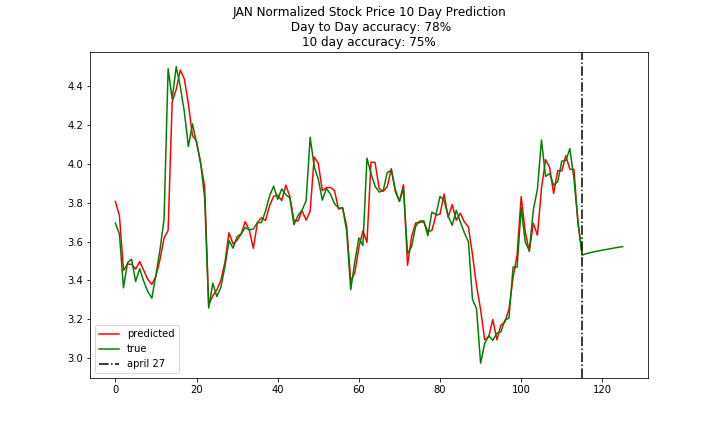 JAN Normalized Stock Price 10 Day Prediction
Day to Day accuracy: 78%
10 day accuracy: 75%
4.4
4.2
4.0
3.8
3.6
3.4
3.2
3.0
predicted
true
april 27
0 20 40 60 80 100 120